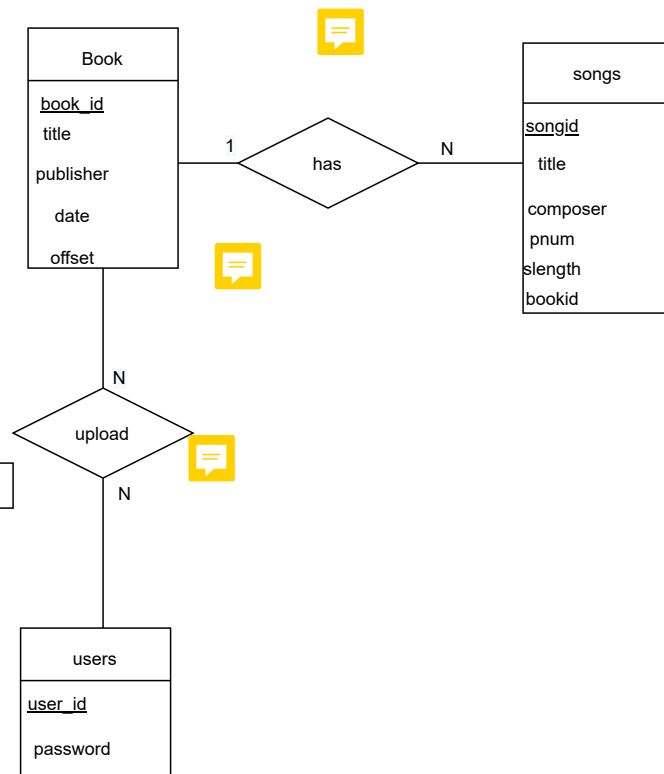 Book
book_id
title
publisher
date
offset
1
has
N
songs
songid
title
composer
pnum
slength
bookid
N
upload
N
users
user_id
password